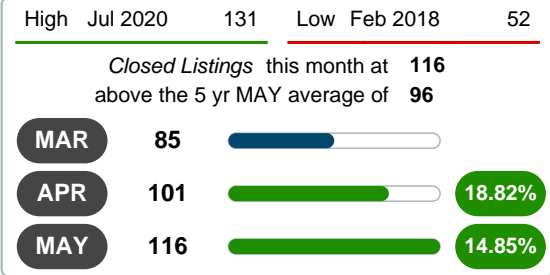 High Jul 2020 131 Low Feb 2018 52
Closed Listings this month at 116
above the 5 yr MAY average of 96
MAR 85
APR 101 18.82%
MAY 116 14.85%